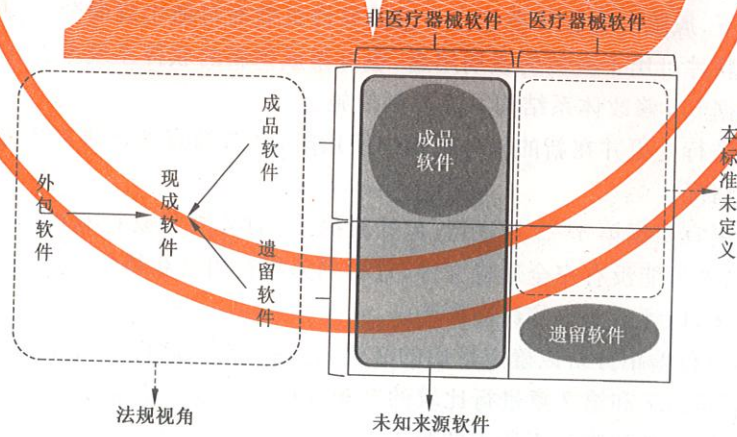 非医疗器械软件
医疗器械软件
成品软件
外包软件
现成软件
遗留软件
成品
软件
本标准未定义
遗留软件
法规视角
未知来源软件